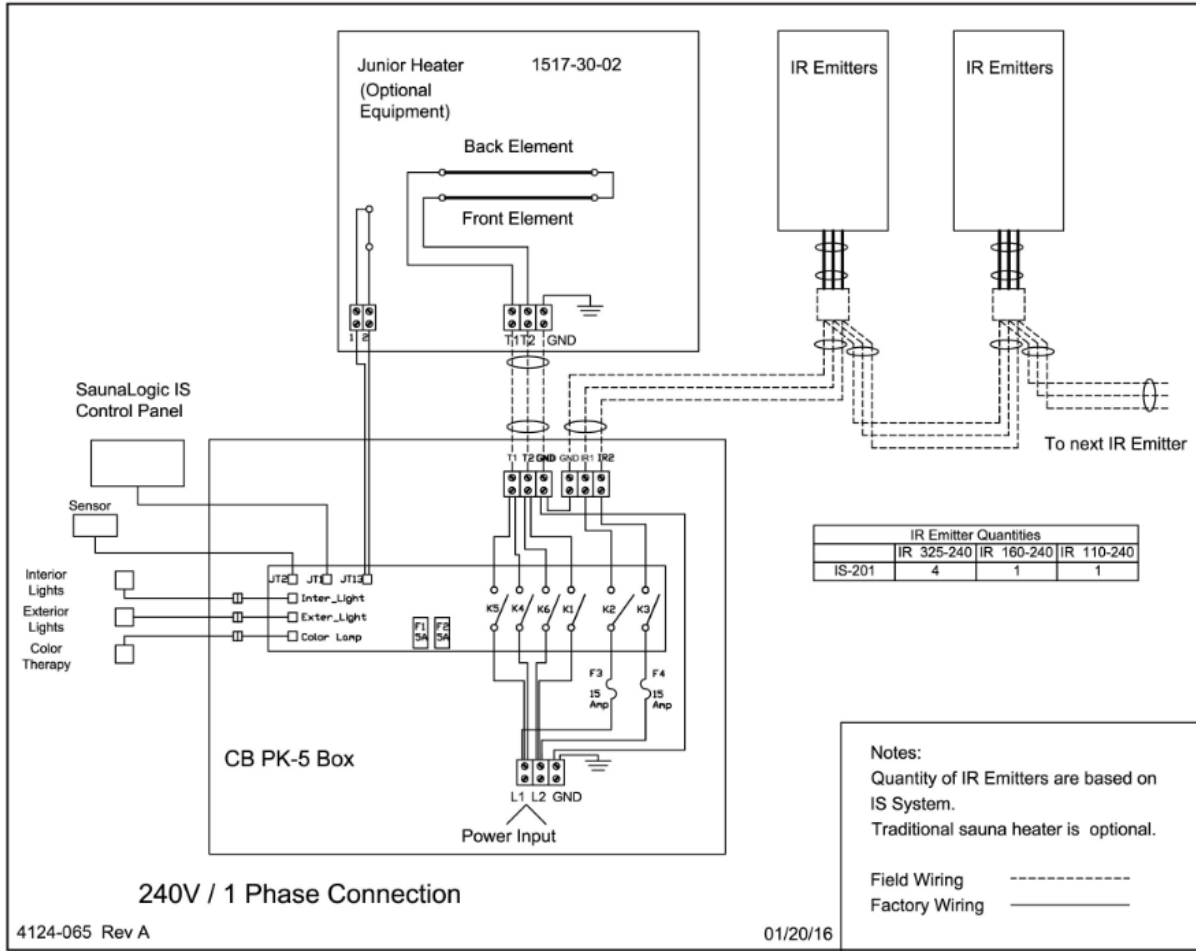 Junior Heater 1517-30-02
(Optional
Equipment)
Back Element
Front Element
1 2
T1 T2 GND
IR Emitters
IR Emitters
To next IR Emitter
SaunaLogic IS
Control Panel
Sensor
Interior
Lights
Exterior
Lights
Color
Therapy
T1 T2 GND GND IR1 IR2
JT2 JT1 JT13
Inter_Light
Exter_Light
Color Lamp
F1
5A
F2
5A
K5 K4 K6 K1 K2 K3
F3
15
Amp
F4
15
Amp
CB PK-5 Box
L1 L2 GND
Power Input
IR Emitter Quantities
IR 325-240 IR 160-240 IR 110-240
IS-201 4 1 1
240V / 1 Phase Connection
4124-065 Rev A
01/20/16
Notes:
Quantity of IR Emitters are based on
IS System.
Traditional sauna heater is optional.
Field Wiring
Factory Wiring